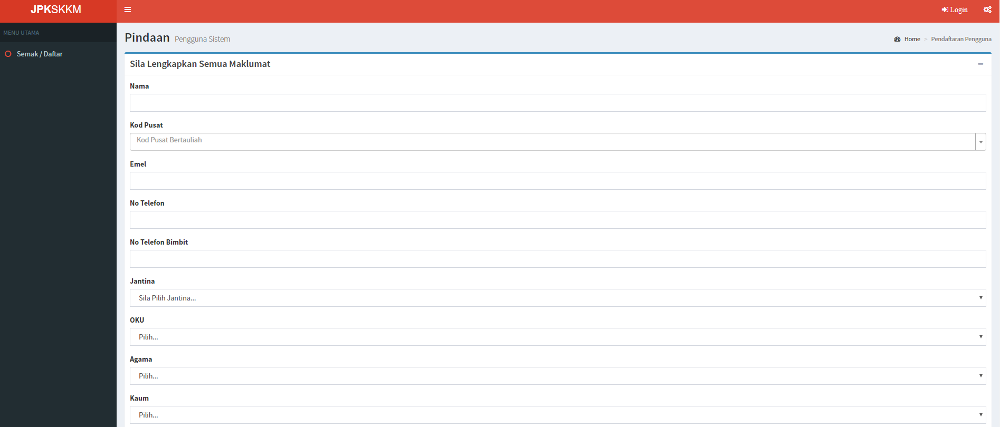 JPKSKKM
Login
MENU UTAMA
Semak / Daftar
Pindaan Pengguna Sistem
Home > Pendaftaran Pengguna
Sila Lengkapkan Semua Maklumat
Nama
Kod Pusat
Kod Pusat Bertauliah
Emel
No Telefon
No Telefon Bimbit
Jantina
Sila Pilih Jantina...
OKU
Pilih...
Agama
Pilih...
Kaum
Pilih...